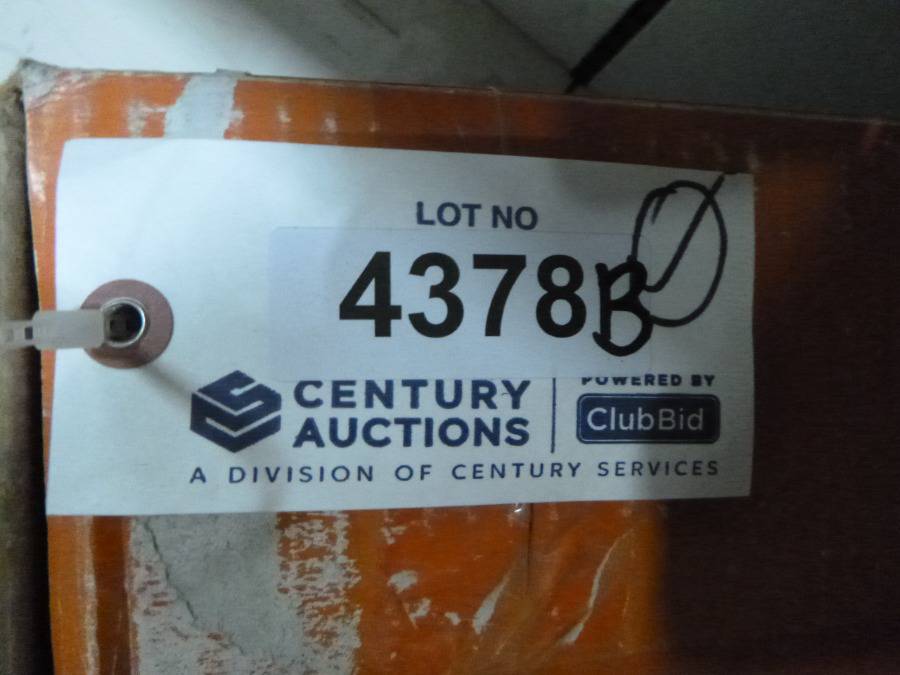 LOT NO
4378B
CENTURY
AUCTIONS
POWERED BY
ClubBid
A DIVISION OF CENTURY SERVICES